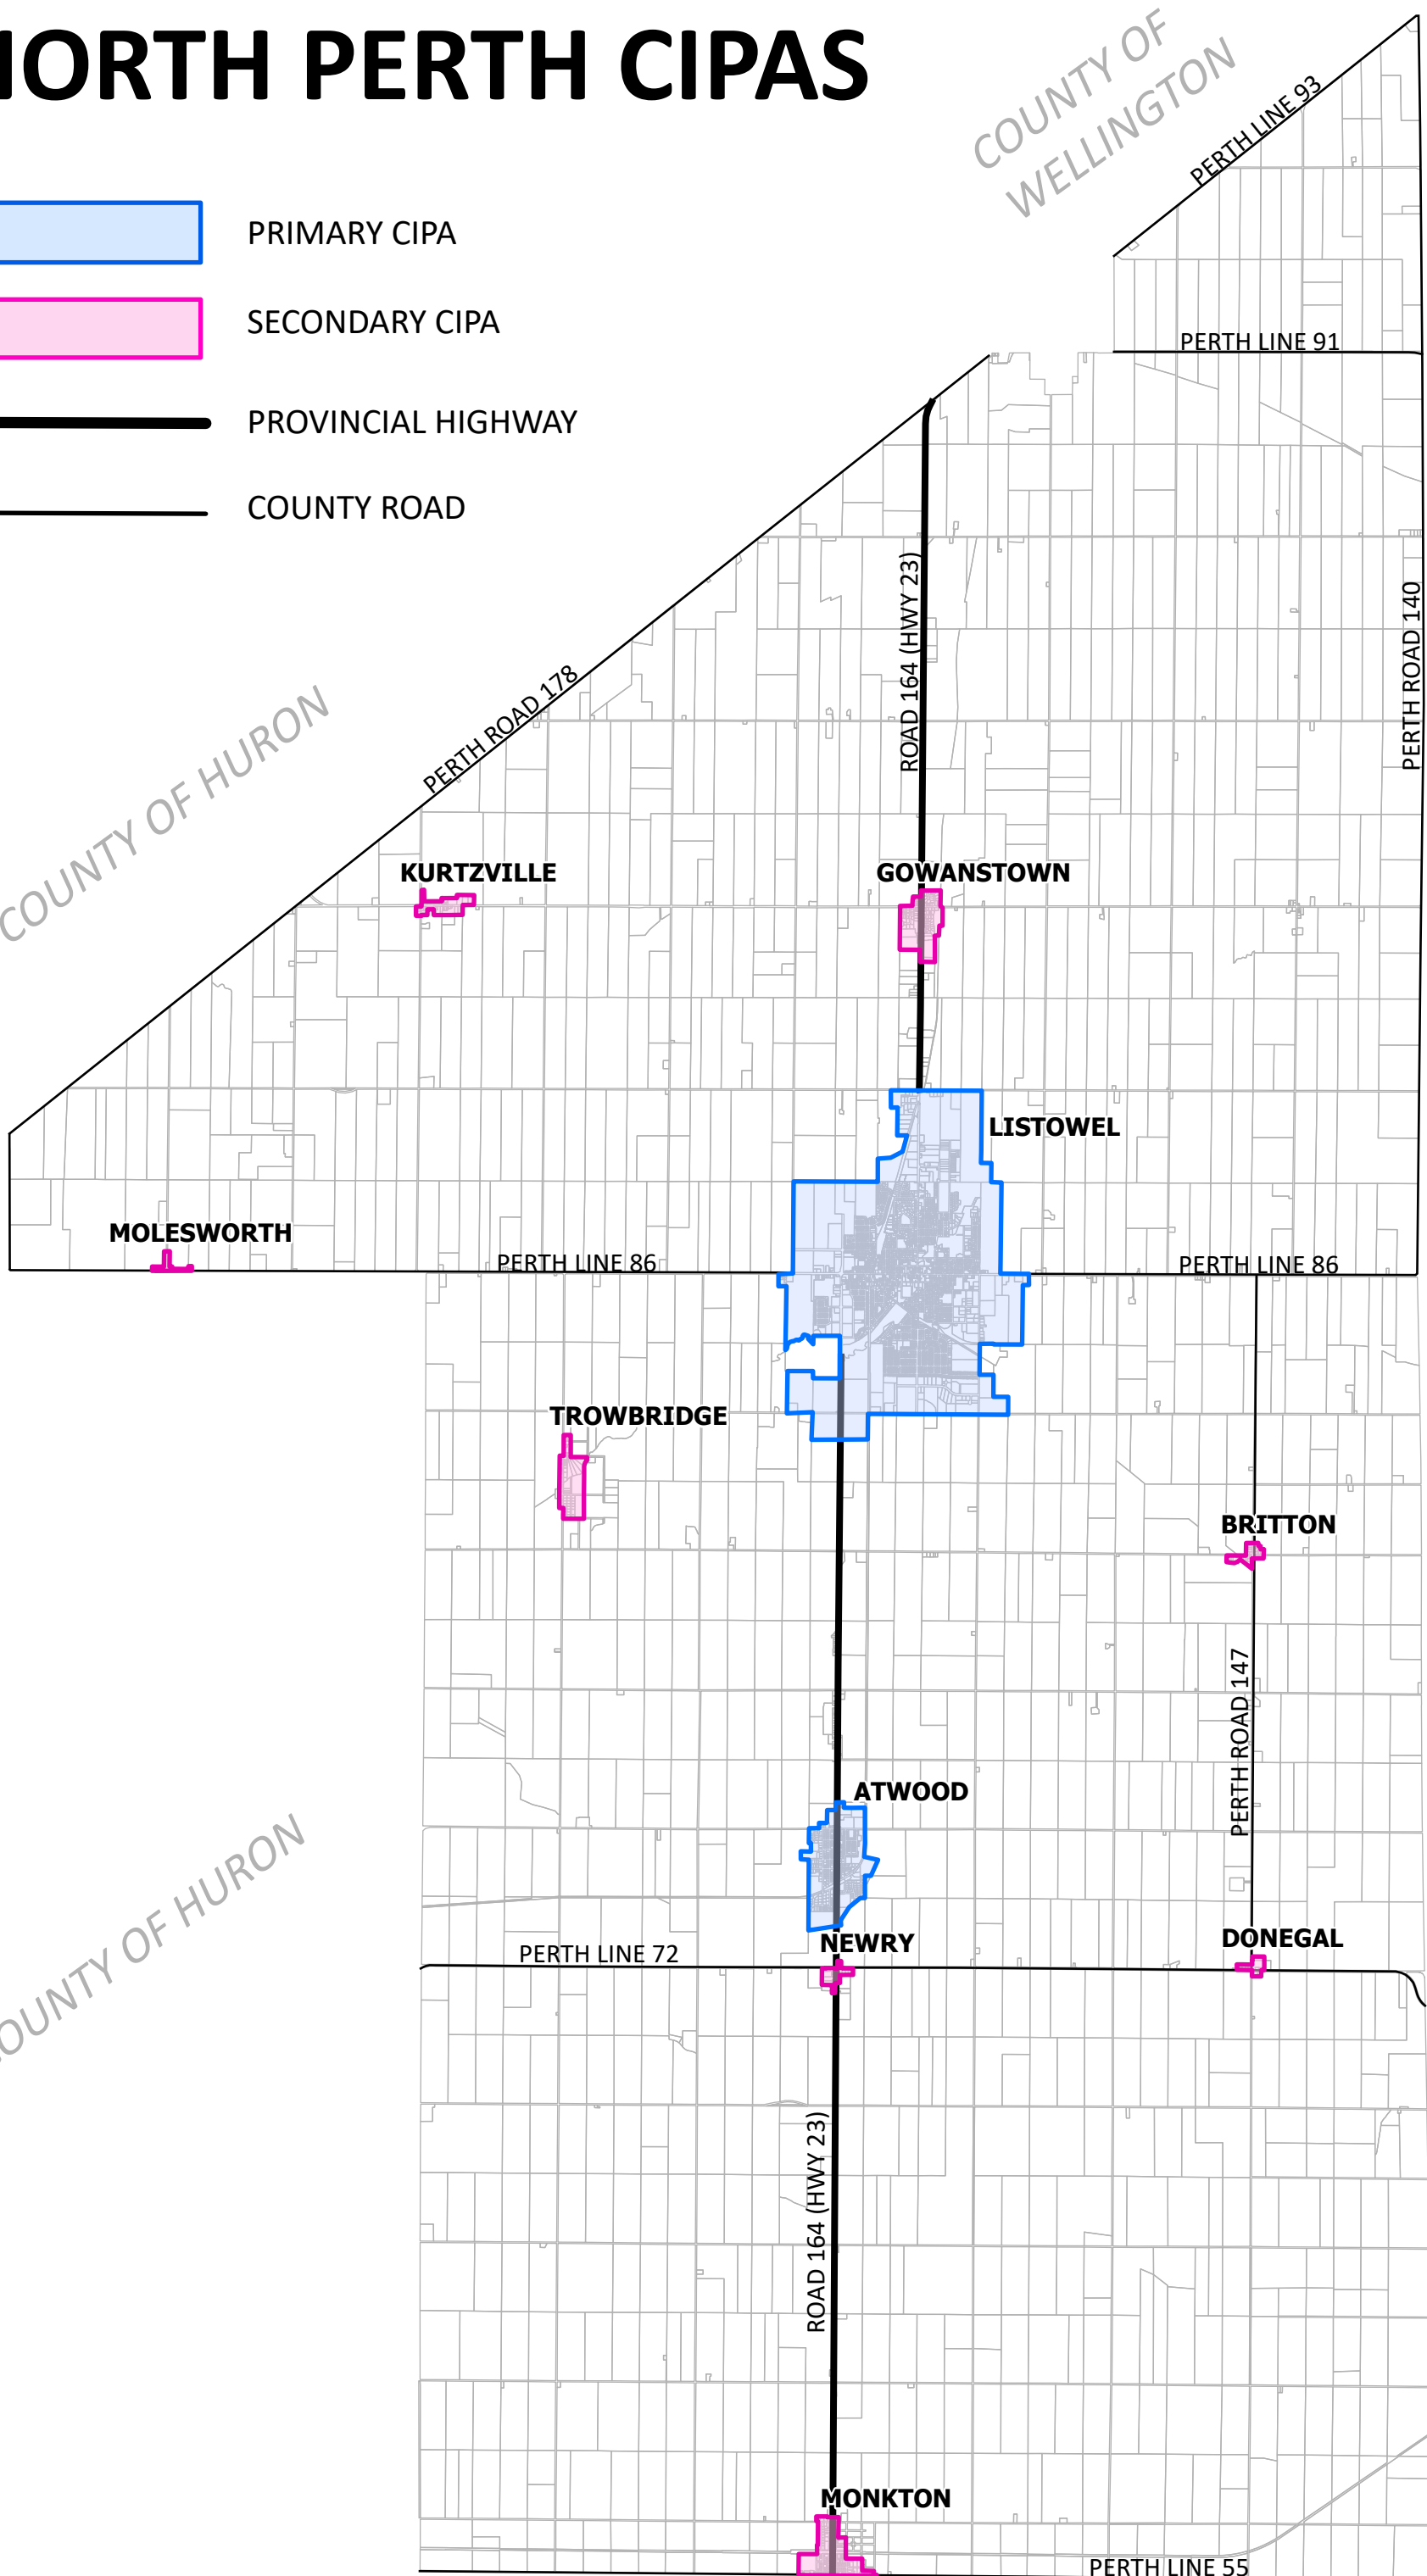 NORTH PERTH CIPAS
COUNTY OF
WELLINGTON
PERTH LINE 93
PRIMARY CIPA
SECONDARY CIPA
PERTH LINE 91
PROVINCIAL HIGHWAY
COUNTY ROAD
ROAD 164 (HWY 23)
PERTH ROAD 140
PERTH ROAD 178
COUNTY OF HURON
KURTZVILLE
GOWANSTOWN
LISTOWEL
MOLESWORTH
PERTH LINE 86
PERTH LINE 86
TROWBRIDGE
BRITTON
PERTH ROAD 147
ATWOOD
COUNTY OF HURON
NEWRY
DONEGAL
PERTH LINE 72
ROAD 164 (HWY 23)
MONKTON
PERTH LINE 55